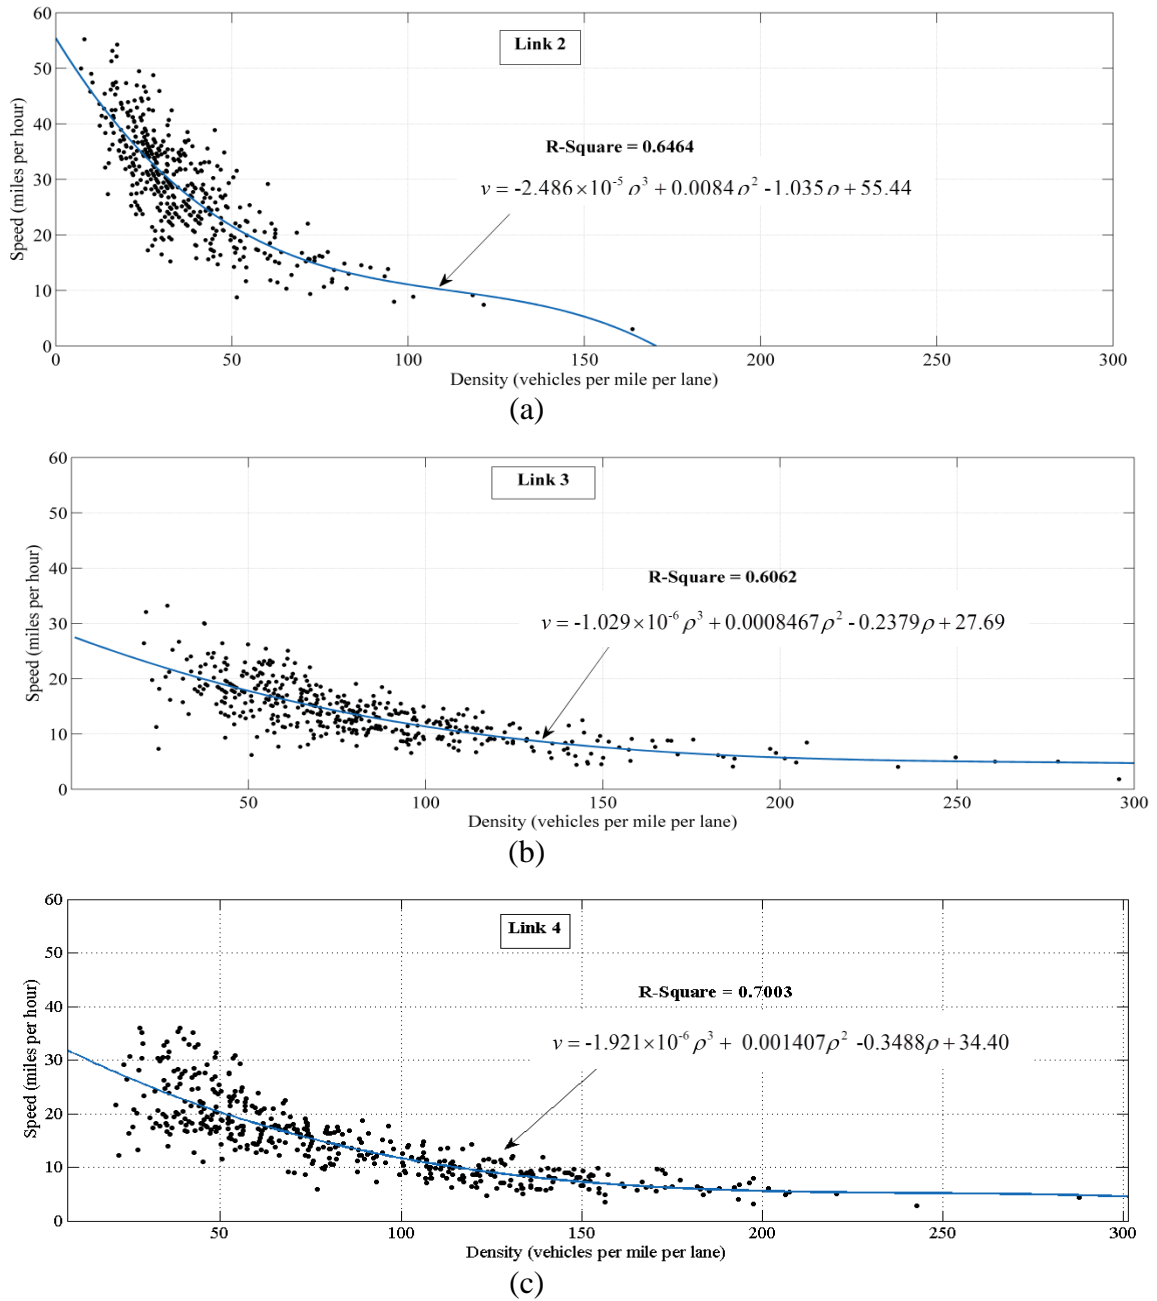 60
50
40
30
20
10
0
Speed (miles per hour)
Link 2
R-Square = 0.6464
v = -2.486×10⁻⁵ ρ³ + 0.0084ρ² -1.035ρ + 55.44
0 50 100 150 200 250 300
Density (vehicles per mile per lane)
(a)
60
50
40
30
20
10
0
Speed (miles per hour)
Link 3
R-Square = 0.6062
v = -1.029×10⁻⁶ ρ³ + 0.0008467ρ² - 0.2379ρ + 27.69
50 100 150 200 250 300
Density (vehicles per mile per lane)
(b)
60
50
40
30
20
10
0
Speed (miles per hour)
Link 4
R-Square = 0.7003
v = -1.921×10⁻⁶ ρ³ + 0.001407ρ² -0.3488ρ + 34.40
50 100 150 200 250 300
Density (vehicles per mile per lane)
(c)